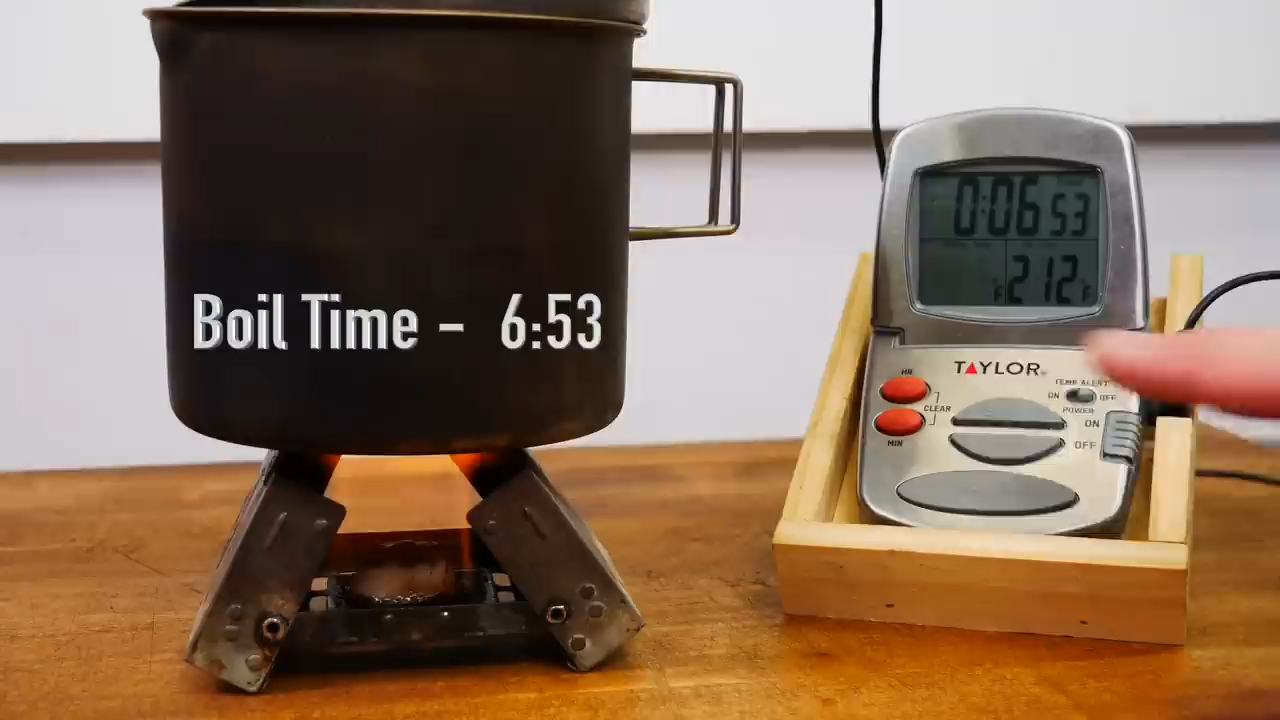 Boil Time - 6:53
0:06 53
°F 212°F
TAYLOR
HR
TEMP ALERT
ON OFF
CLEAR
POWER
ON
MIN
OFF